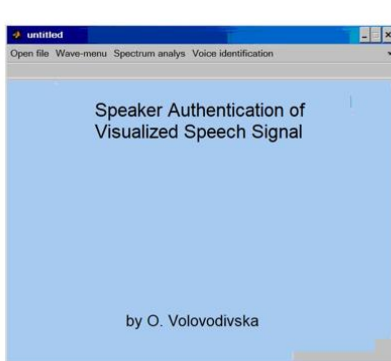 untitled
Open file Wave-menu Spectrum analys Voice identification
Speaker Authentication of
Visualized Speech Signal
by O. Volovodivska